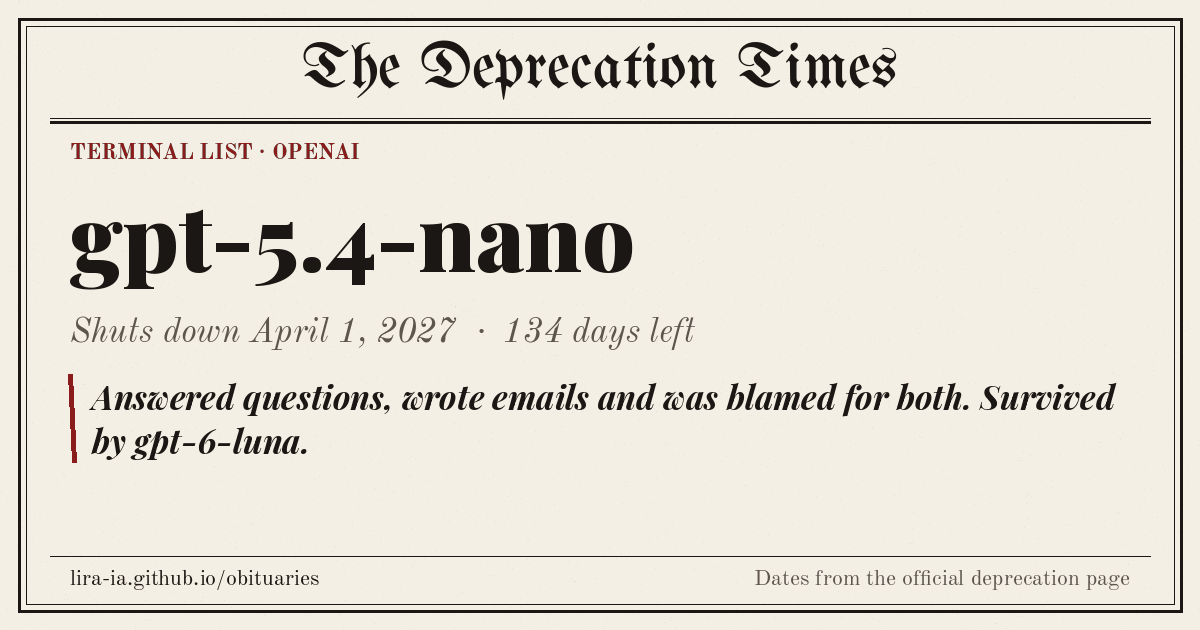 The Deprecation Times
TERMINAL LIST · OPENAI
gpt-5.4-nano
Shuts down April 1, 2027 · 134 days left
Answered questions, wrote emails and was blamed for both. Survived
by gpt-6-luna.
lira-ia.github.io/obituaries
Dates from the official deprecation page